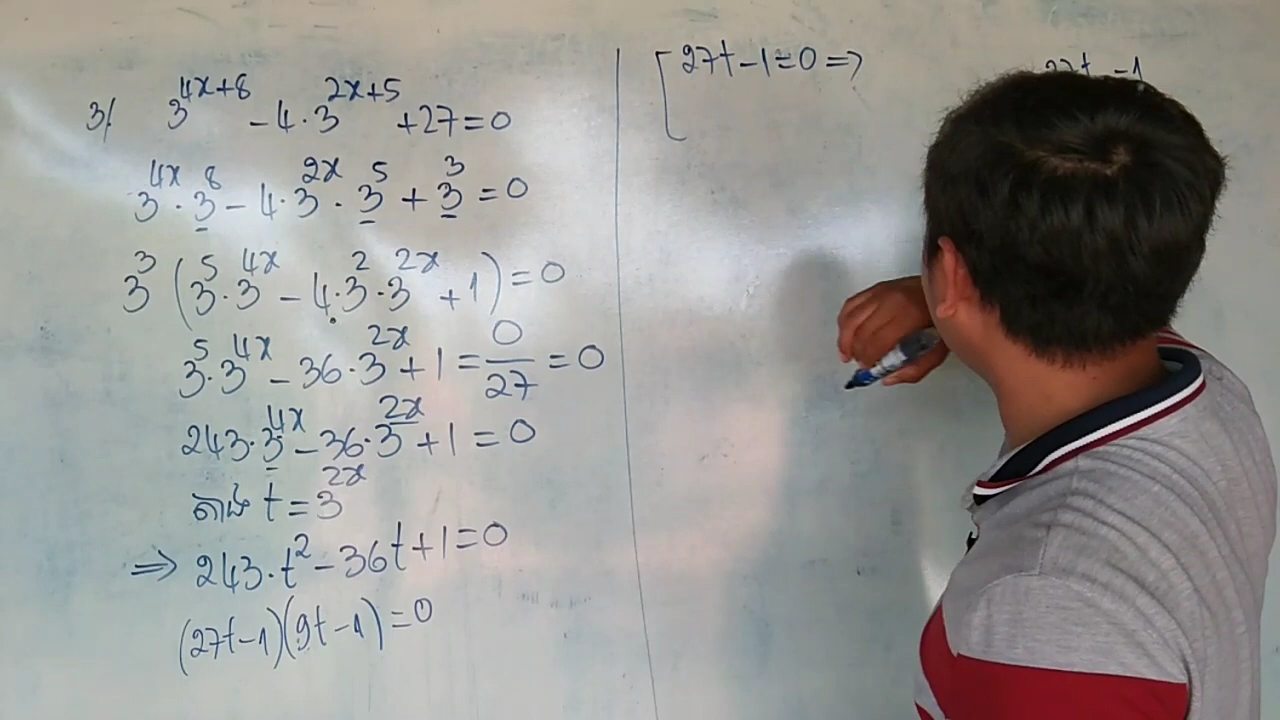 3/. 3^{4x+8} - 4·3^{2x+5} + 27 = 0
3^{4x}·3^8 - 4·3^{2x}·3^5 + 3^3 = 0
3^3 (3^5·3^{4x} - 4·3^2·3^{2x} + 1) = 0
3^5·3^{4x} - 36·3^{2x} + 1 = 0/27 = 0
243·3^{4x} - 36·3^{2x} + 1 = 0
តាង t = 3^{2x}
⇒ 243·t^2 - 36t + 1 = 0
(27t-1)(9t-1) = 0
[ 27t - 1 = 0 ⇒